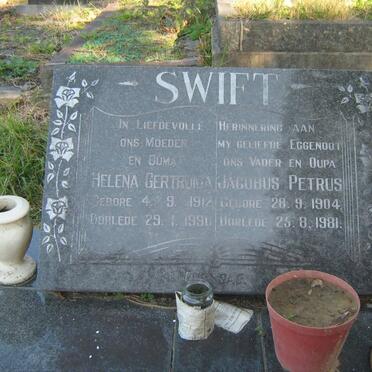 SWIFT
IN LIEFDEVOLLE
ONS MOEDER
EN OUMA
HELENA GERTRUIDA
GEBORE 4. 9. 1912
OORLEDE 29. 1. 1991
HERINNERING AAN
MY GELIEFDE EGGENOOT
ONS VADER EN OUPA
JACOBUS PETRUS
GEBORE 28. 9. 1904
OORLEDE 25. 8. 1981.